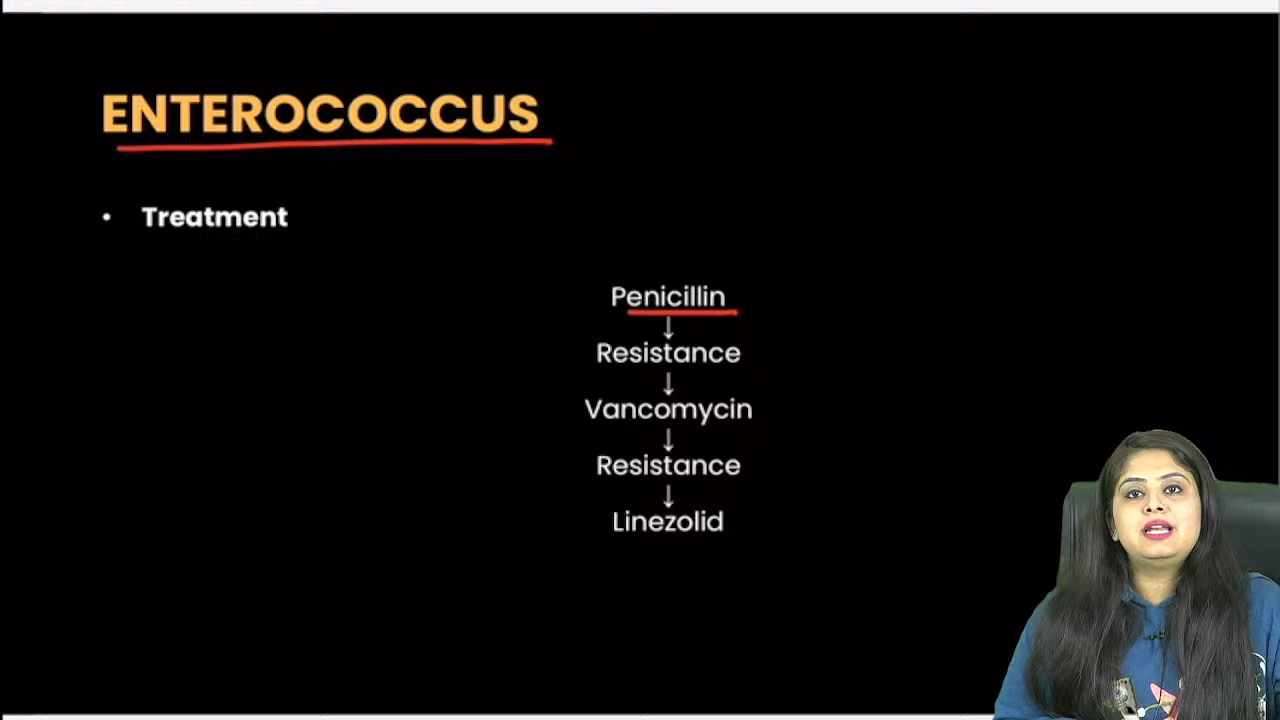 ENTEROCOCCUS
• Treatment
Penicillin
↓
Resistance
↓
Vancomycin
↓
Resistance
↓
Linezolid